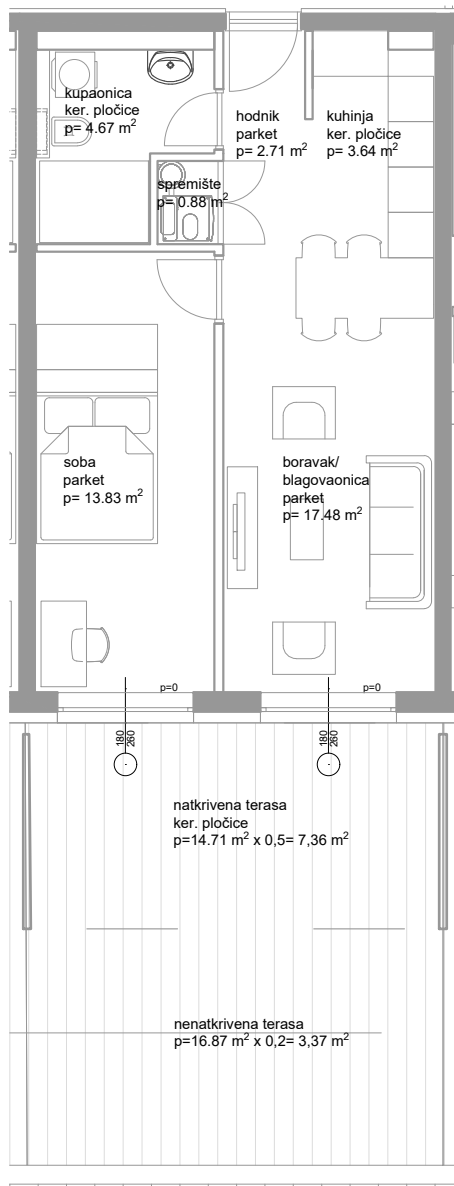 kupaonica
ker. pločice
p= 4.67 m²
hodnik
parket
p= 2.71 m²
kuhinja
ker. pločice
p= 3.64 m²
spremište
p= 0.88 m²
soba
parket
p= 13.83 m²
boravak/
blagovaonica
parket
p= 17.48 m²
p=0
p=0
180
260
180
260
natkrivena terasa
ker. pločice
p=14.71 m² x 0,5= 7,36 m²
nenatkrivena terasa
p=16.87 m² x 0,2= 3,37 m²